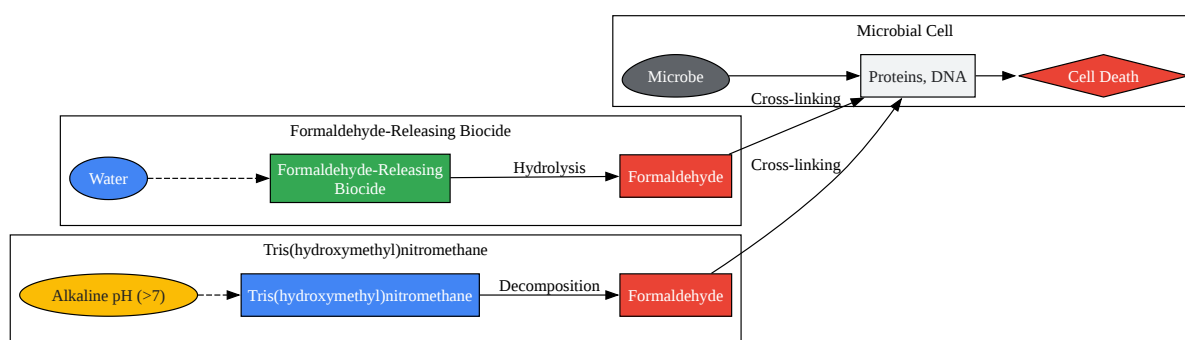 Microbial Cell
Microbe
Proteins, DNA
Cell Death
Cross-linking
Formaldehyde-Releasing Biocide
Water
Formaldehyde-Releasing
Biocide
Hydrolysis
Formaldehyde
Cross-linking
Tris(hydroxymethyl)nitromethane
Alkaline pH (>7)
Tris(hydroxymethyl)nitromethane
Decomposition
Formaldehyde